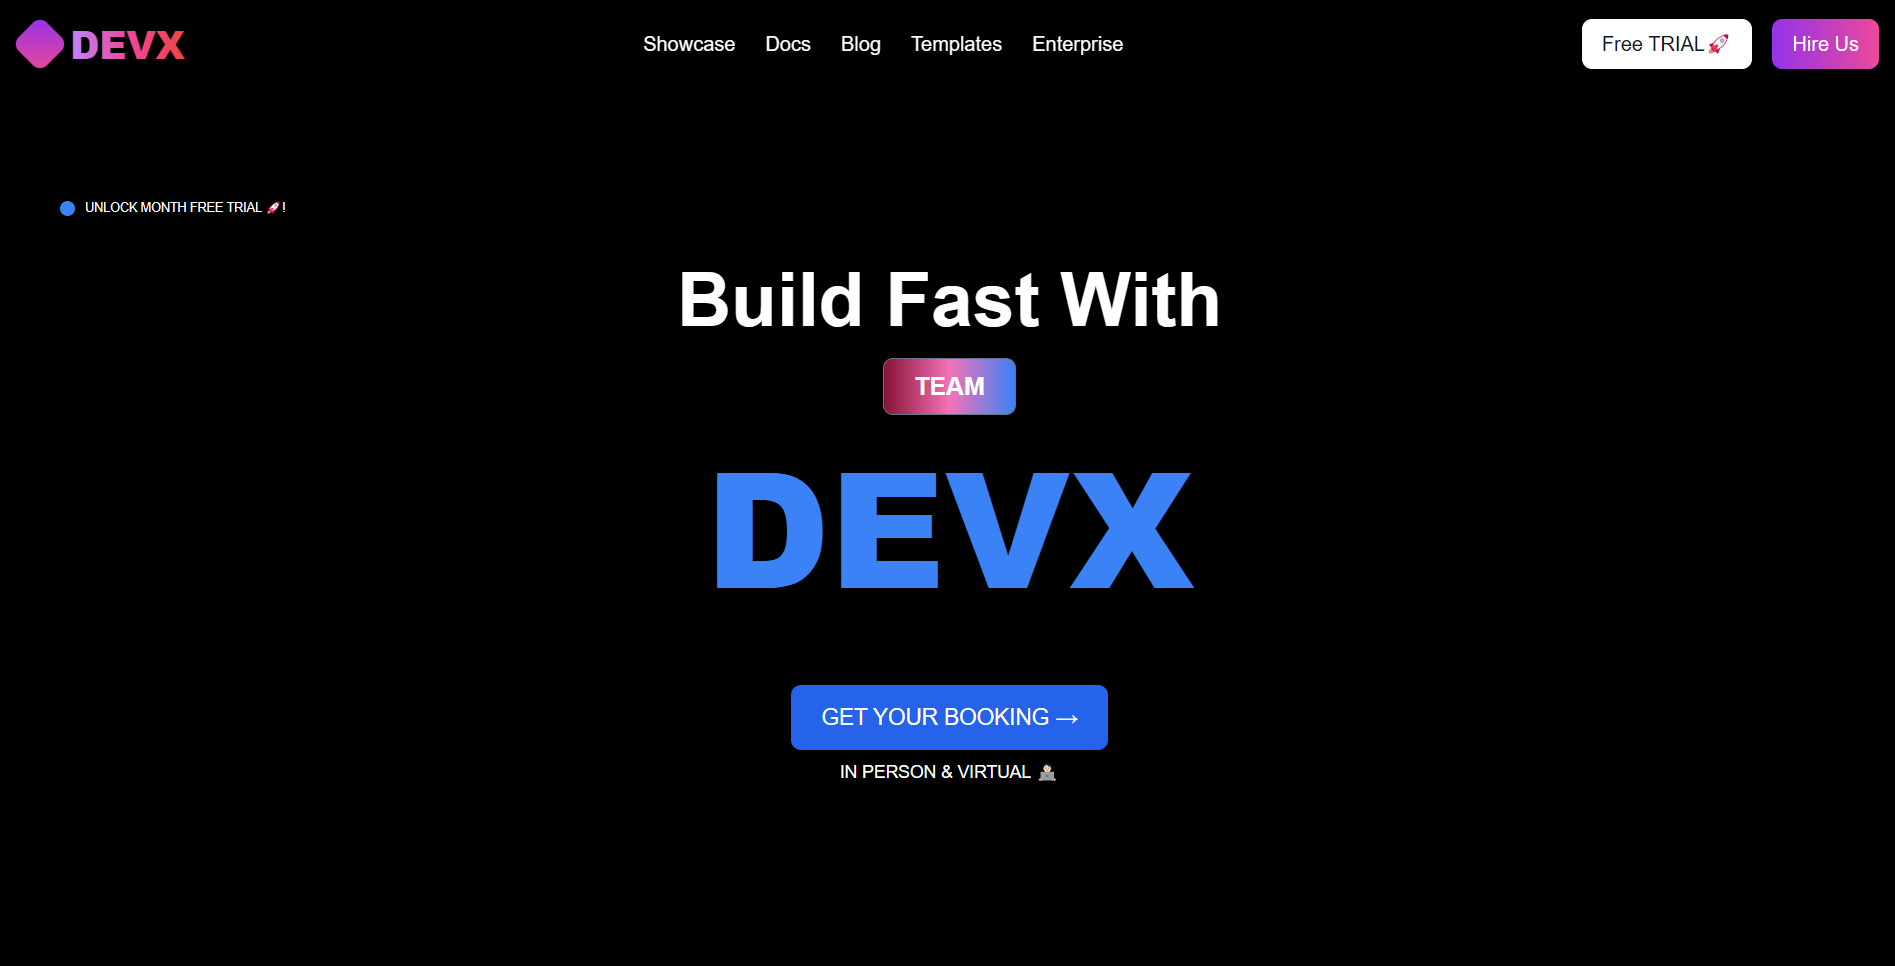 DEVX
Showcase Docs Blog Templates Enterprise
Free TRIAL🚀
Hire Us
UNLOCK MONTH FREE TRIAL 🚀!
Build Fast With
TEAM
DEVX
GET YOUR BOOKING →
IN PERSON & VIRTUAL 🧑🏻‍💻